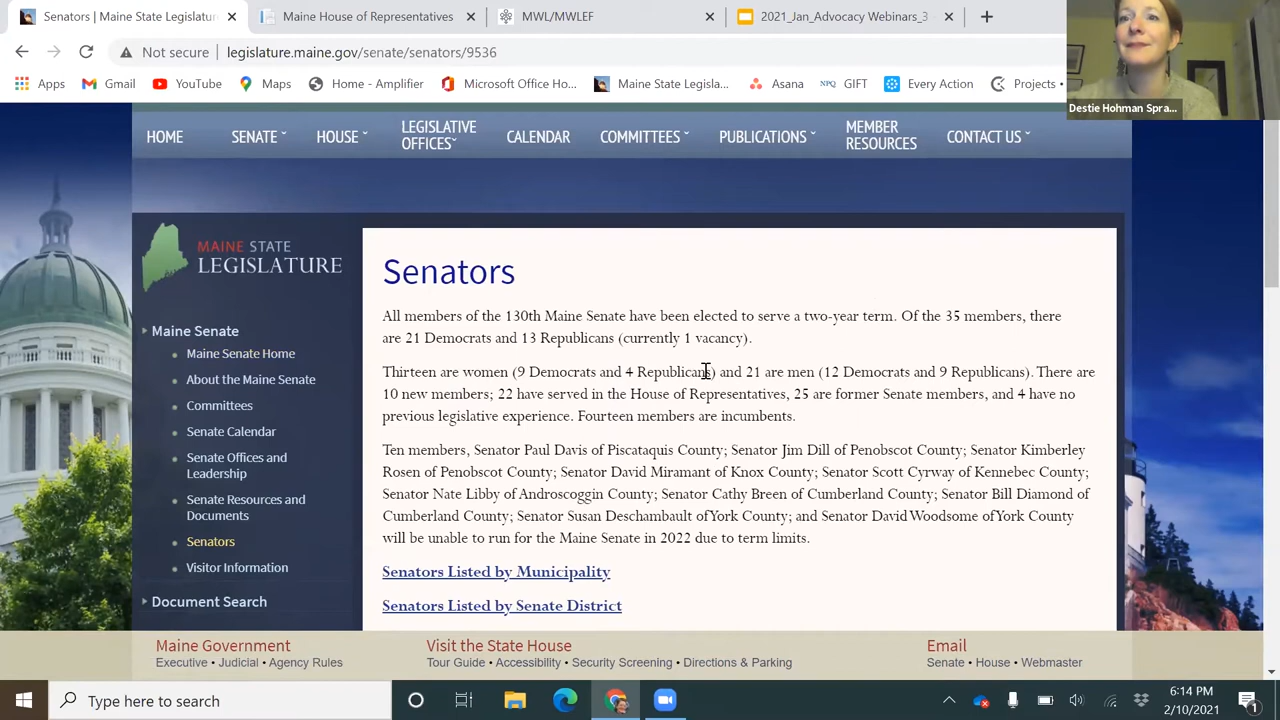 Senators | Maine State Legislatur
Maine House of Representatives
MWL/MWLEF
2021_Jan_Advocacy Webinars_3
Not secure
legislature.maine.gov/senate/senators/9536
Apps
Gmail
YouTube
Maps
Home - Amplifier
Microsoft Office Ho...
Maine State Legisla...
Asana
NPQ GIFT
Every Action
Projects -
Destie Hohman Spra...
HOME
SENATE
HOUSE
LEGISLATIVE
OFFICES
CALENDAR
COMMITTEES
PUBLICATIONS
MEMBER
RESOURCES
CONTACT US
MAINE STATE
LEGISLATURE
Maine Senate
Maine Senate Home
About the Maine Senate
Committees
Senate Calendar
Senate Offices and
Leadership
Senate Resources and
Documents
Senators
Visitor Information
Document Search
Senators
All members of the 130th Maine Senate have been elected to serve a two-year term. Of the 35 members, there
are 21 Democrats and 13 Republicans (currently 1 vacancy).
Thirteen are women (9 Democrats and 4 Republicans) and 21 are men (12 Democrats and 9 Republicans). There are
10 new members; 22 have served in the House of Representatives, 25 are former Senate members, and 4 have no
previous legislative experience. Fourteen members are incumbents.
Ten members, Senator Paul Davis of Piscataquis County; Senator Jim Dill of Penobscot County; Senator Kimberley
Rosen of Penobscot County; Senator David Miramant of Knox County; Senator Scott Cyrway of Kennebec County;
Senator Nate Libby of Androscoggin County; Senator Cathy Breen of Cumberland County; Senator Bill Diamond of
Cumberland County; Senator Susan Deschambault of York County; and Senator David Woodsome of York County
will be unable to run for the Maine Senate in 2022 due to term limits.
Senators Listed by Municipality
Senators Listed by Senate District
Maine Government
Executive • Judicial • Agency Rules
Visit the State House
Tour Guide • Accessibility • Security Screening • Directions & Parking
Email
Senate • House • Webmaster
Type here to search
6:14 PM
2/10/2021
1